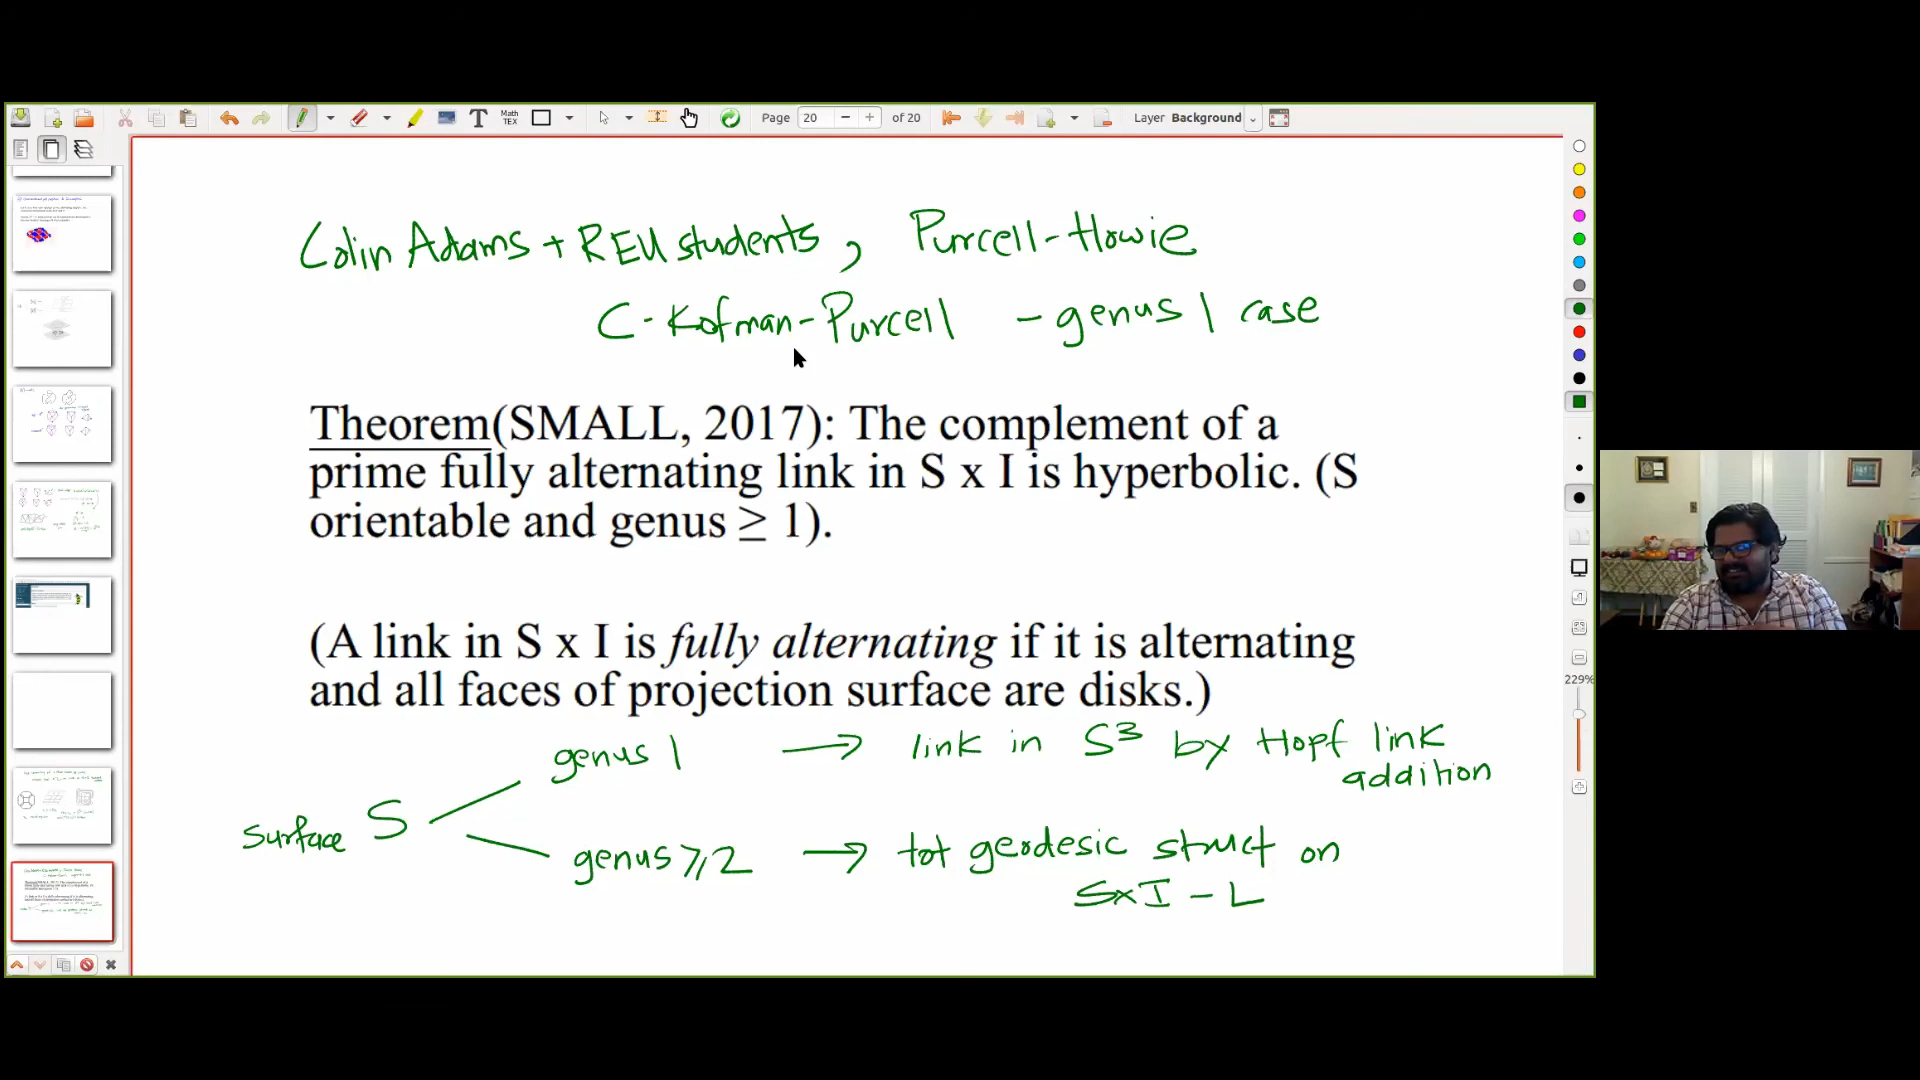 Math
TEX
Page 20 of 20
Layer Background
Colin Adams + REU students, Purcell-Howie
C-Kofman-Purcell - genus 1 case
Theorem(SMALL, 2017): The complement of a
prime fully alternating link in S x I is hyperbolic. (S
orientable and genus ≥ 1).
(A link in S x I is fully alternating if it is alternating
and all faces of projection surface are disks.)
229%
genus 1 → link in S³ by Hopf link
addition
surface S
genus ≥ 2 → tot geodesic struct on
SxI - L